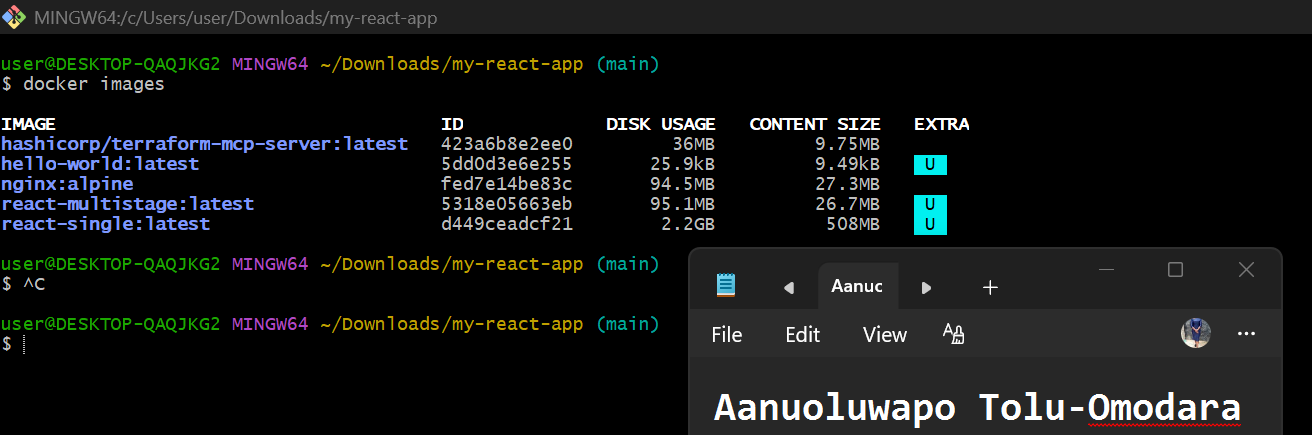 MINGW64:/c/Users/user/Downloads/my-react-app
user@DESKTOP-QAQJKG2 MINGW64 ~/Downloads/my-react-app (main)
$ docker images
IMAGE ID DISK USAGE CONTENT SIZE EXTRA
hashicorp/terraform-mcp-server:latest 423a6b8e2ee0 36MB 9.75MB
hello-world:latest 5dd0d3e6e255 25.9kB 9.49kB U
nginx:alpine fed7e14be83c 94.5MB 27.3MB
react-multistage:latest 5318e05663eb 95.1MB 26.7MB U
react-single:latest d449ceadcf21 2.2GB 508MB U
user@DESKTOP-QAQJKG2 MINGW64 ~/Downloads/my-react-app (main)
$ ^C
user@DESKTOP-QAQJKG2 MINGW64 ~/Downloads/my-react-app (main)
$
Aanuc
File Edit View
Aanuoluwapo Tolu-Omodara